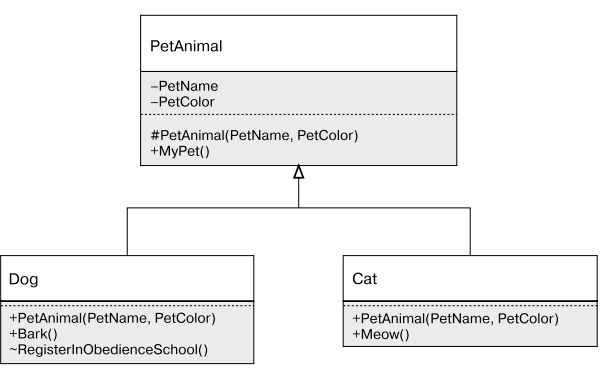 PetAnimal
–PetName
–PetColor
#PetAnimal(PetName, PetColor)
+MyPet()
Dog
+PetAnimal(PetName, PetColor)
+Bark()
~RegisterInObedienceSchool()
Cat
+PetAnimal(PetName, PetColor)
+Meow()